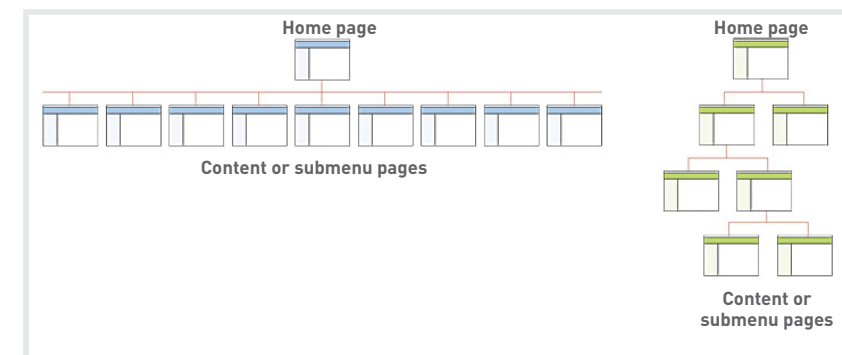 Home page
Content or submenu pages
Home page
Content or
submenu pages